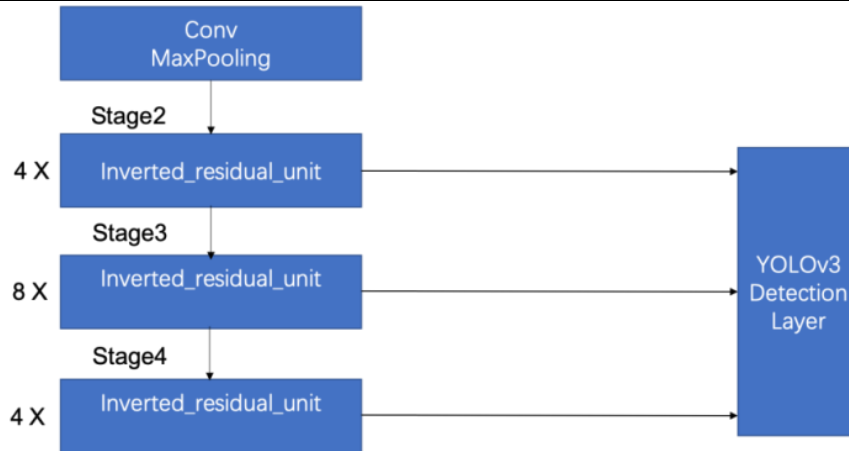 Conv
MaxPooling
Stage2
4 X
Inverted_residual_unit
Stage3
8 X
Inverted_residual_unit
YOLOv3
Detection
Layer
Stage4
4 X
Inverted_residual_unit